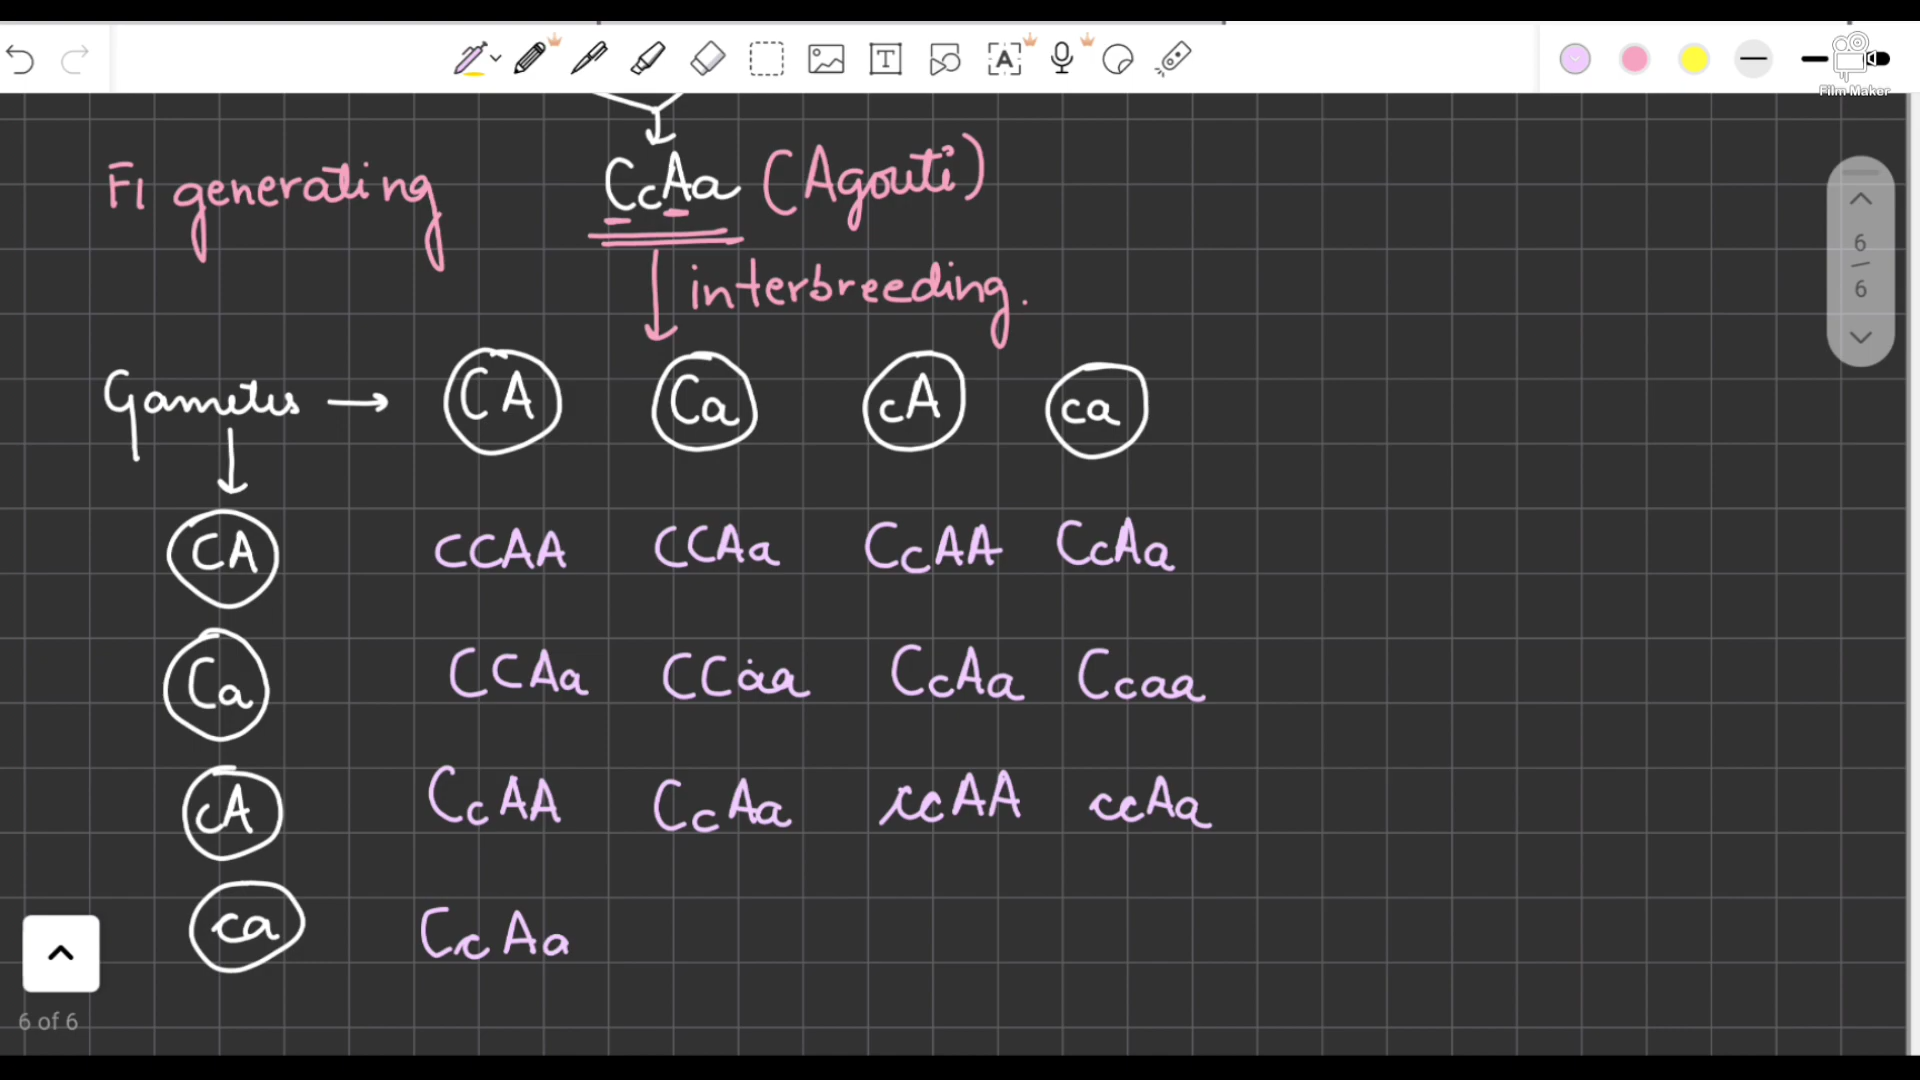 Film Maker
F1 generating CcAa (Agouti)
interbreeding.
Gametes → CA Ca cA ca
CA CCAA CCAa CcAA CcAa
Ca CCAa CCaa CcAa Ccaa
cA CcAA CcAa ccAA ccAa
ca CcAa
6
6
6 of 6